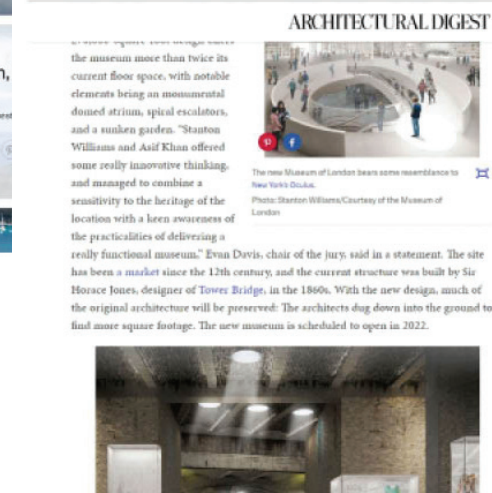 ARCHITECTURAL DIGEST
the museum more than twice its
current floor space, with notable
elements being an monumental
domed atrium, spiral escalators,
and a sunken garden. "Stanton
Williams and Asif Khan offered
some really innovative thinking,
and managed to combine a
sensitivity to the heritage of the
location with a keen awareness of
the practicalities of delivering a
The new Museum of London bears some resemblance to
New York's Oculus.
Photo: Stanton Williams/Courtesy of the Museum of
London
really functional museum," Evan Davis, chair of the jury, said in a statement. The site
has been a market since the 12th century, and the current structure was built by Sir
Horace Jones, designer of Tower Bridge, in the 1860s. With the new design, much of
the original architecture will be preserved: The architects dug down into the ground to
find more square footage. The new museum is scheduled to open in 2022.